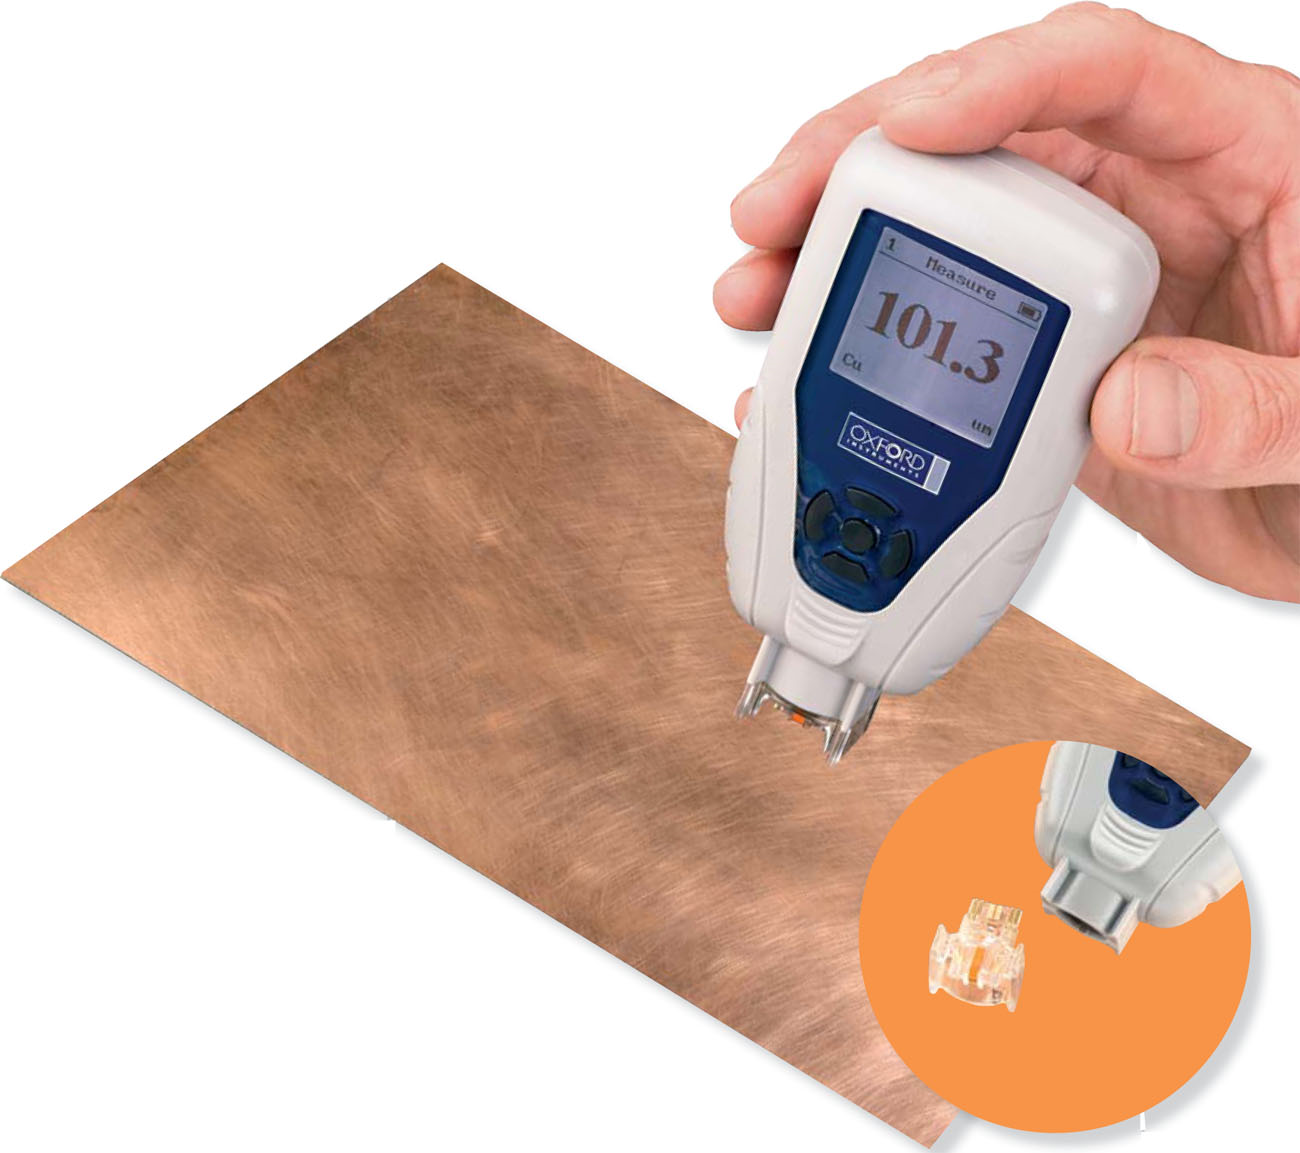 1 Measure
101.3
Cu
um
OXFORD
INSTRUMENTS